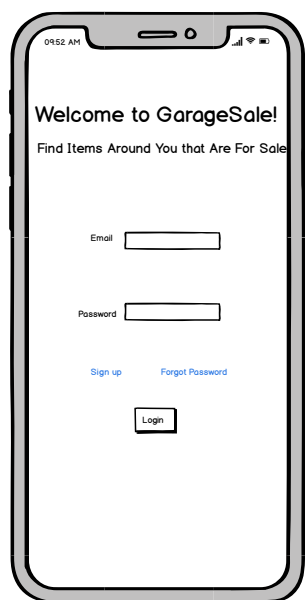 09:52 AM
Welcome to GarageSale!
Find Items Around You that Are For Sale
Email
Password
Sign up Forgot Password
Login